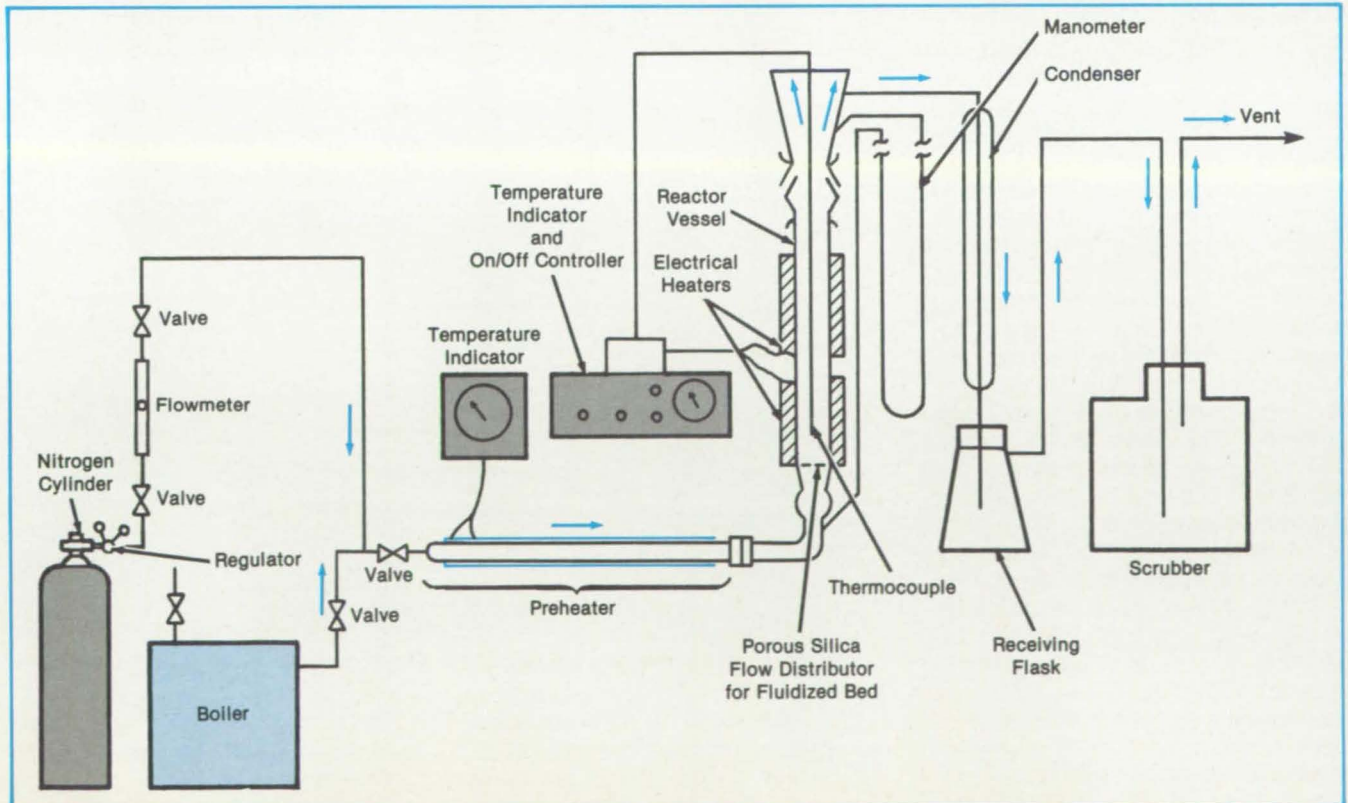 Manometer
Condenser
Vent
Temperature
Indicator
and
On/Off Controller
Reactor
Vessel
Electrical
Heaters
Valve
Temperature
Indicator
Flowmeter
Nitrogen
Cylinder
Valve
Regulator
Valve
Valve
Preheater
Boiler
Thermocouple
Porous Silica
Flow Distributor
for Fluidized Bed
Receiving
Flask
Scrubber